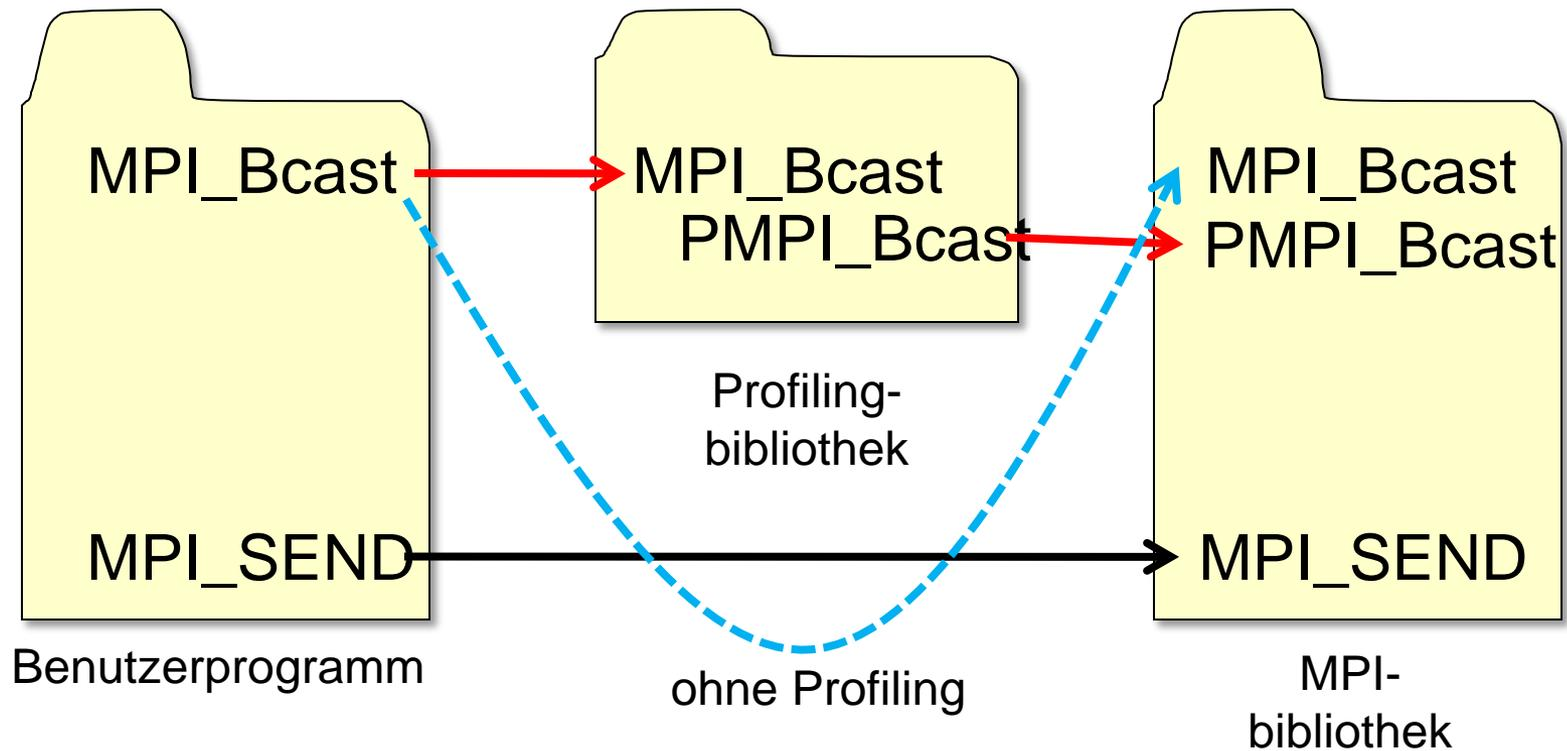 MPI_Bcast
MPI_SEND
Benutzerprogramm
MPI_Bcast
PMPI_Bcast
Profiling-
bibliothek
ohne Profiling
MPI_Bcast
PMPI_Bcast
MPI_SEND
MPI-
bibliothek